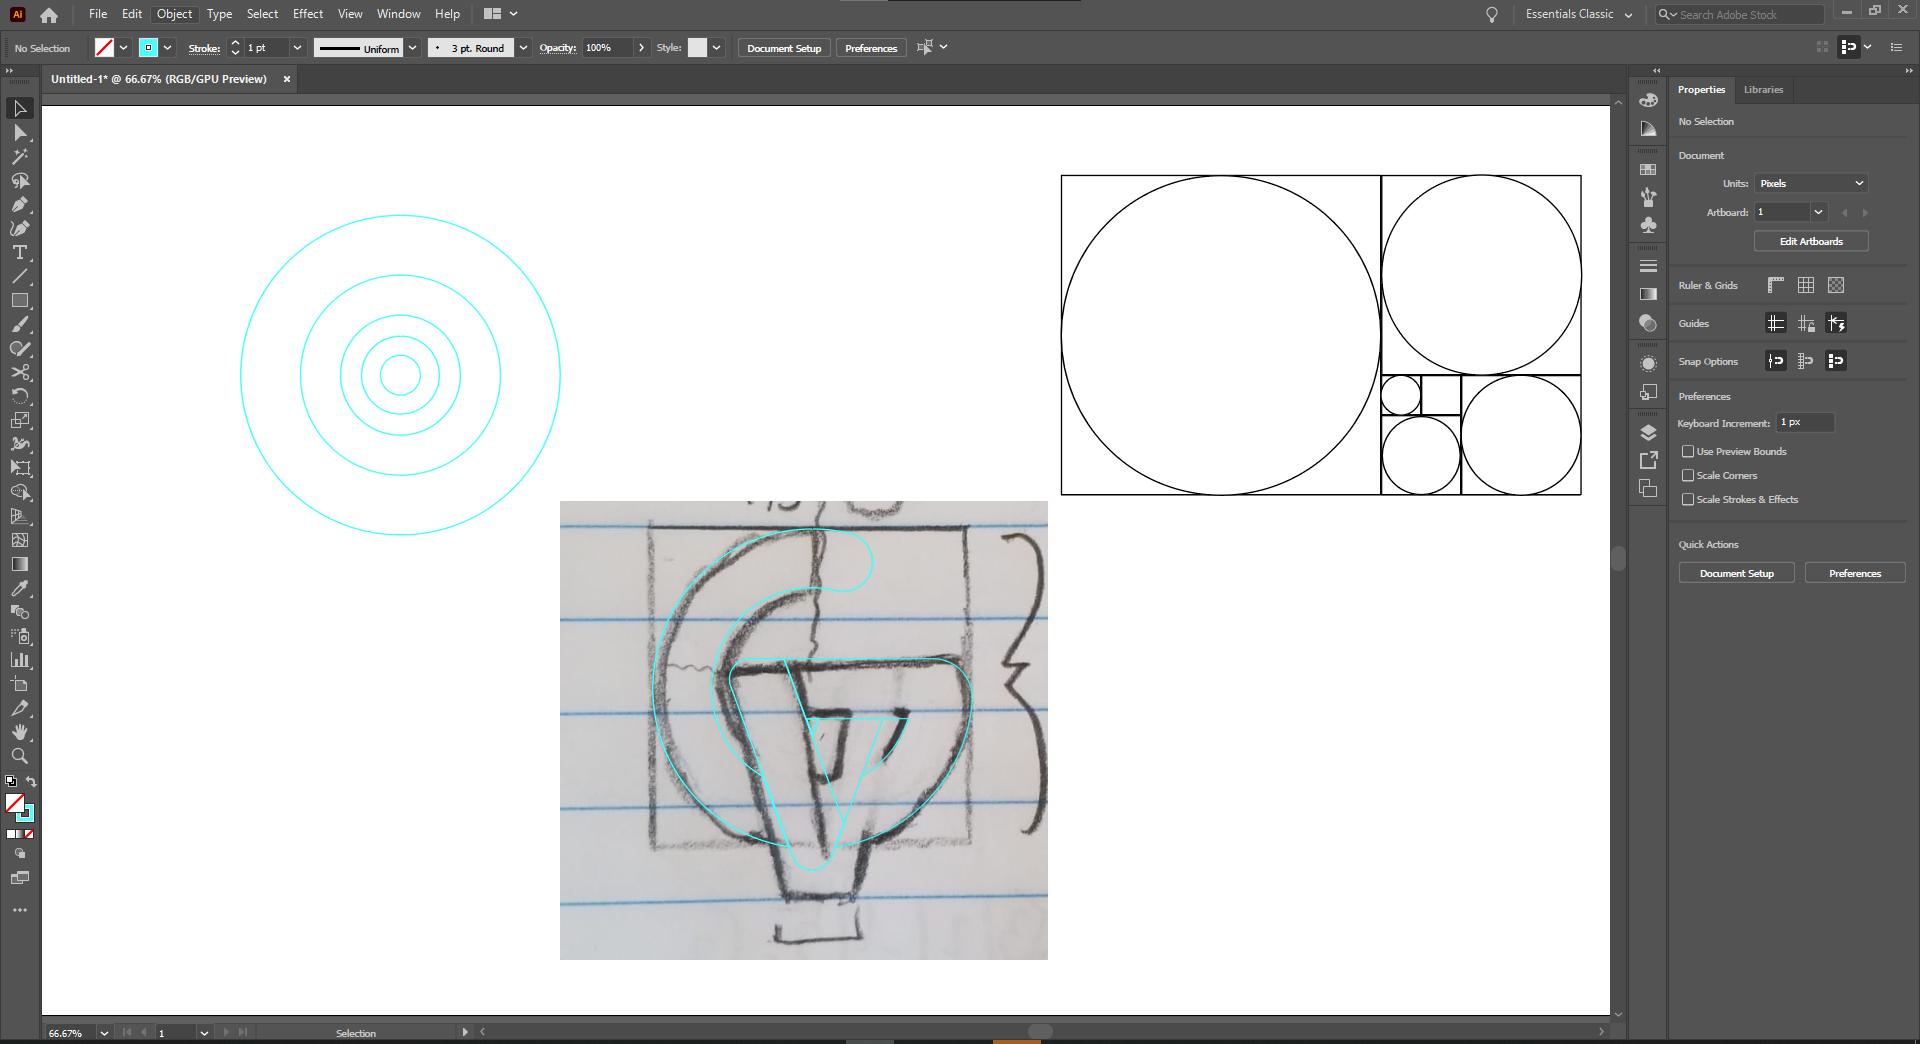 Ai File Edit Object Type Select Effect View Window Help Essentials Classic Search Adobe Stock
No Selection Stroke: 1 pt Uniform 3 pt. Round Opacity: 100% Style: Document Setup Preferences
Untitled-1* @ 66.67% (RGB/GPU Preview) ×
Properties Libraries
No Selection
Document
Units: Pixels
Artboard: 1
Edit Artboards
Ruler & Grids
Guides
Snap Options
Preferences
Keyboard Increment: 1 px
Use Preview Bounds
Scale Corners
Scale Strokes & Effects
Quick Actions
Document Setup Preferences
66.67% 1 Selection